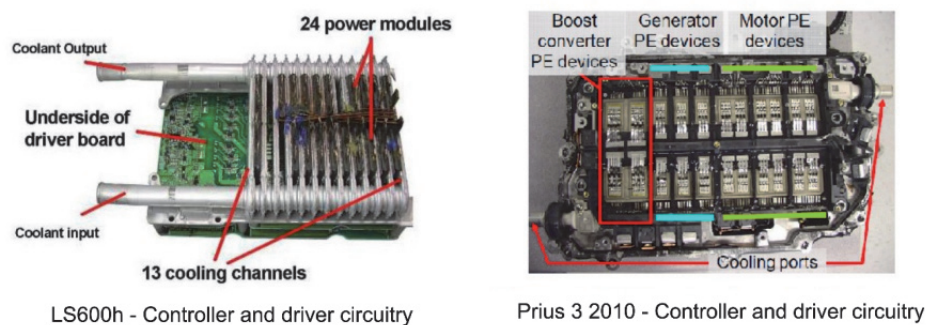 24 power modules
Coolant Output
Underside of
driver board
Coolant input
13 cooling channels
LS600h - Controller and driver circuitry
Boost
converter
PE devices
Generator
PE devices
Motor PE
devices
Cooling ports
Prius 3 2010 - Controller and driver circuitry